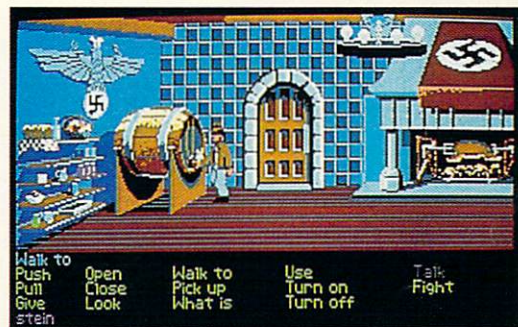 Walk to
Push Open Walk to Use Talk
Pull Close Pick up Turn on Fight
Give Look What is Turn off
stein